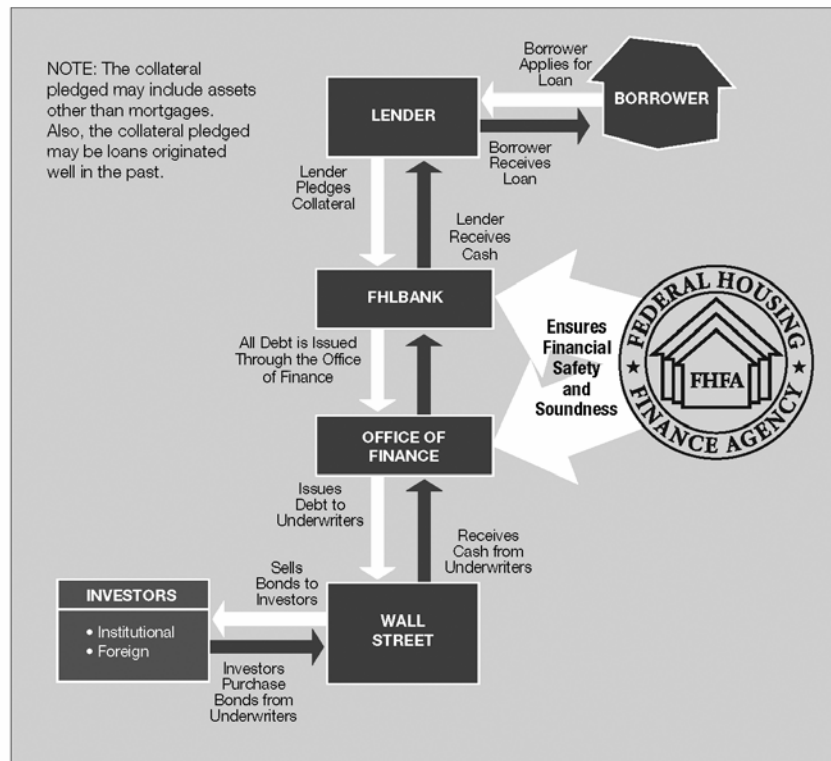 NOTE: The collateral
pledged may include assets
other than mortgages.
Also, the collateral pledged
may be loans originated
well in the past.
Borrower
Applies for
Loan
BORROWER
LENDER
Borrower
Receives
Loan
Lender
Pledges
Collateral
Lender
Receives
Cash
FHLBANK
All Debt is Issued
Through the Office
of Finance
Ensures
Financial
Safety
and
Soundness
FEDERAL HOUSING
FINANCE AGENCY
FHFA
OFFICE OF
FINANCE
Issues
Debt to
Underwriters
Receives
Cash from
Underwriters
Sells
Bonds to
Investors
INVESTORS
• Institutional
• Foreign
WALL
STREET
Investors
Purchase
Bonds from
Underwriters